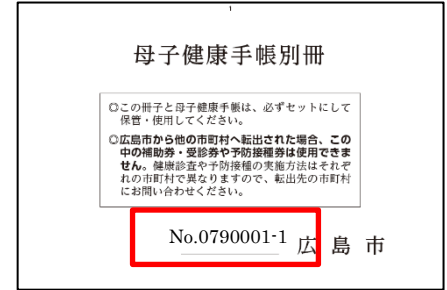 1
母子健康手帳別冊
◎この冊子と母子健康手帳は、必ずセットにして
保管・使用してください。
◎広島市から他の市町村へ転出された場合、この
中の補助券・受診券や予防接種券は使用できま
せん。健康診査や予防接種の実施方法はそれぞ
れの市町村で異なりますので、転出先の市町村
にお問い合わせください。
No.0790001-1 広島市